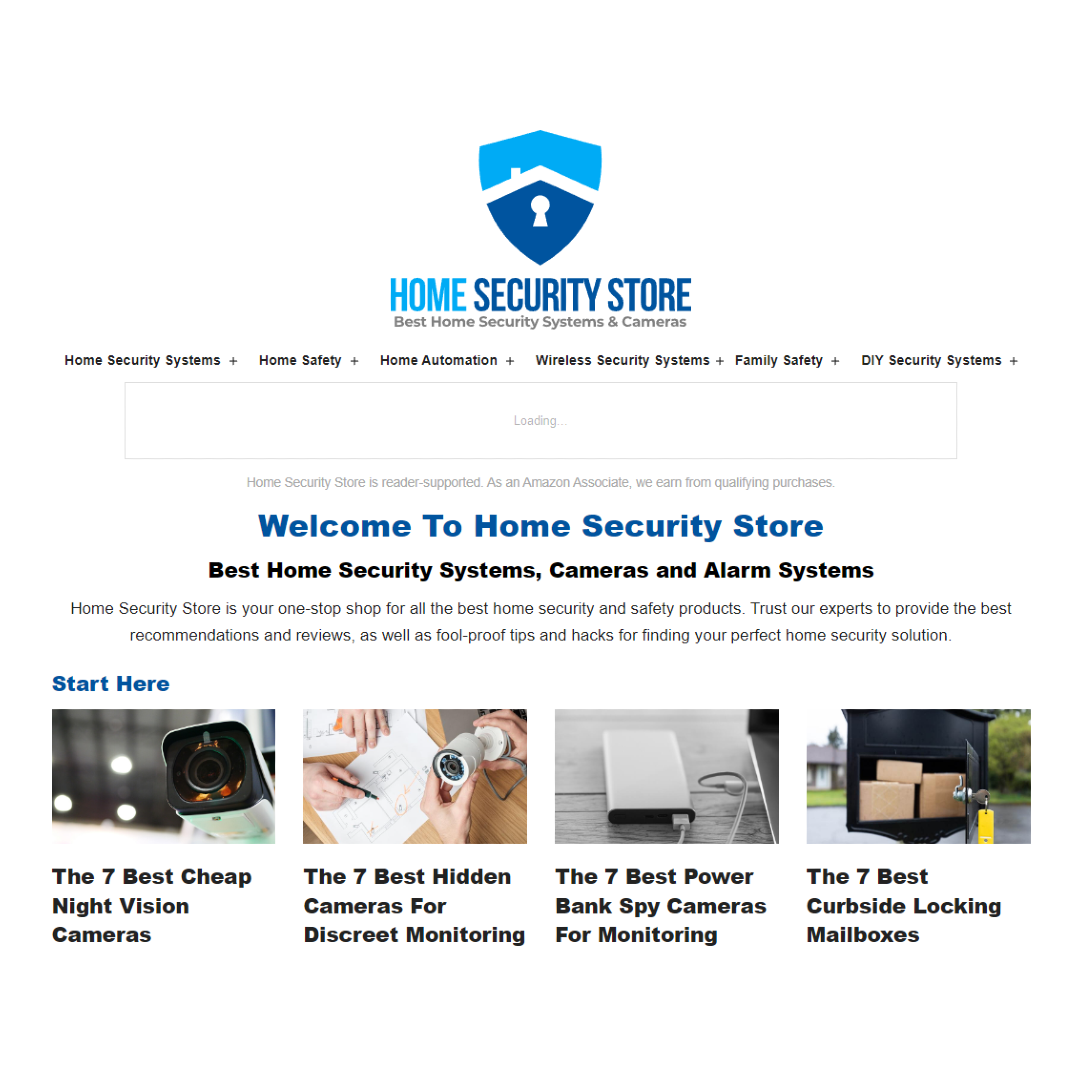 HOME SECURITY STORE
Best Home Security Systems & Cameras
Home Security Systems + Home Safety + Home Automation + Wireless Security Systems + Family Safety + DIY Security Systems +
Loading...
Home Security Store is reader-supported. As an Amazon Associate, we earn from qualifying purchases.
Welcome To Home Security Store
Best Home Security Systems, Cameras and Alarm Systems
Home Security Store is your one-stop shop for all the best home security and safety products. Trust our experts to provide the best
recommendations and reviews, as well as fool-proof tips and hacks for finding your perfect home security solution.
Start Here
The 7 Best Cheap
Night Vision
Cameras
The 7 Best Hidden
Cameras For
Discreet Monitoring
The 7 Best Power
Bank Spy Cameras
For Monitoring
The 7 Best
Curbside Locking
Mailboxes